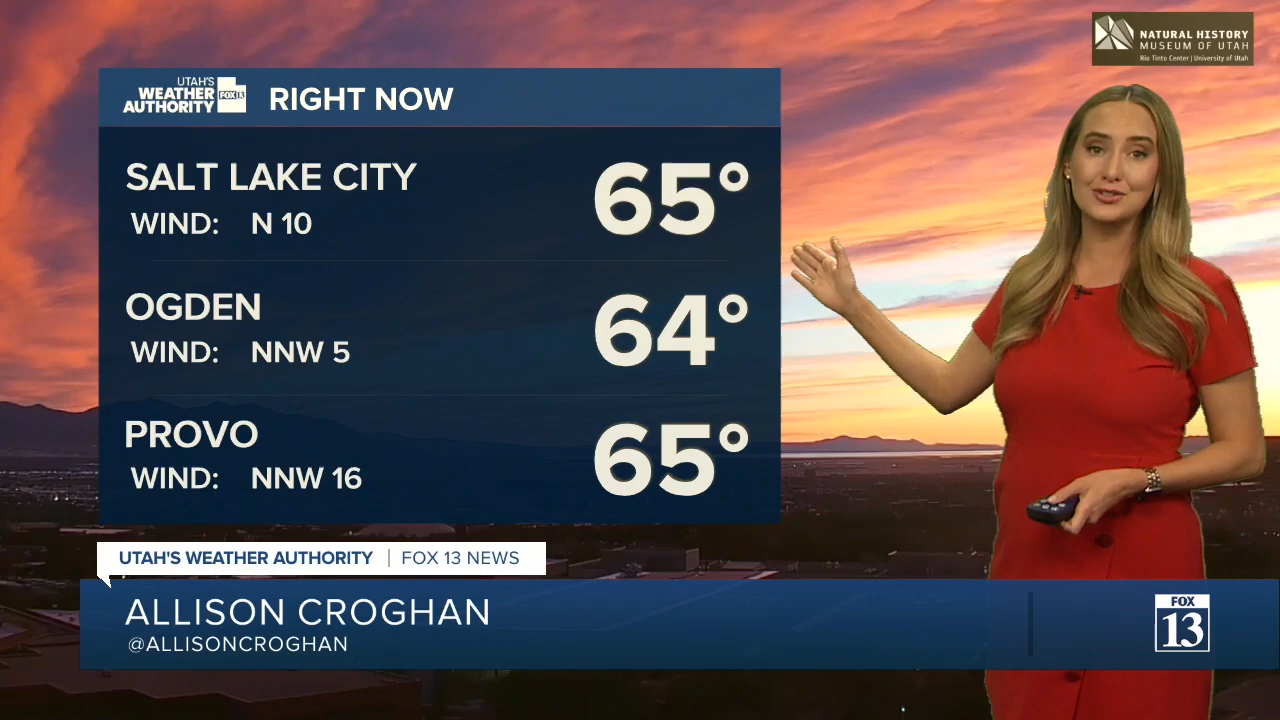 NATURAL HISTORY
MUSEUM OF UTAH
Rio Tinto Center | University of Utah
UTAH'S
WEATHER
AUTHORITY
FOX 13
RIGHT NOW
SALT LAKE CITY
65°
WIND: N 10
OGDEN
64°
WIND: NNW 5
PROVO
65°
WIND: NNW 16
UTAH'S WEATHER AUTHORITY | FOX 13 NEWS
ALLISON CROGHAN
@ALLISONCROGHAN
FOX
13